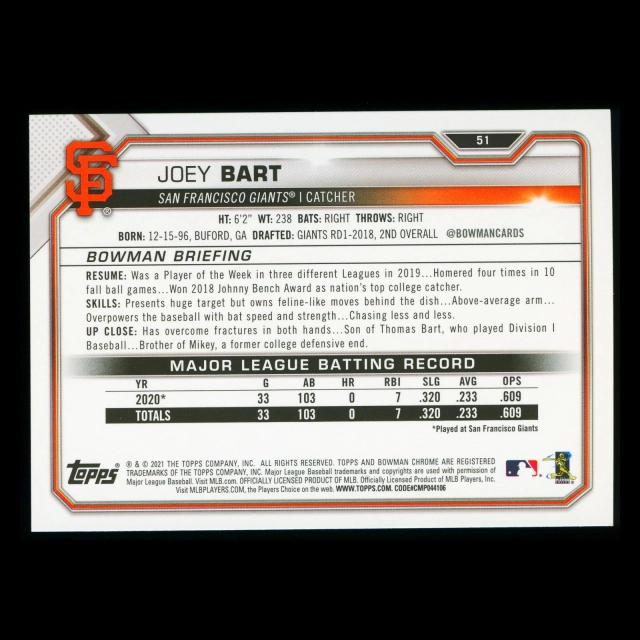 51
SF®
JOEY BART
SAN FRANCISCO GIANTS® | CATCHER
HT: 6'2" WT: 238 BATS: RIGHT THROWS: RIGHT
BORN: 12-15-96, BUFORD, GA DRAFTED: GIANTS RD1-2018, 2ND OVERALL @BOWMANCARDS
BOWMAN BRIEFING
RESUME: Was a Player of the Week in three different Leagues in 2019...Homered four times in 10
fall ball games...Won 2018 Johnny Bench Award as nation's top college catcher.
SKILLS: Presents huge target but owns feline-like moves behind the dish...Above-average arm...
Overpowers the baseball with bat speed and strength...Chasing less and less.
UP CLOSE: Has overcome fractures in both hands...Son of Thomas Bart, who played Division I
Baseball...Brother of Mikey, a former college defensive end.
MAJOR LEAGUE BATTING RECORD
YR G AB HR RBI SLG AVG OPS
2020* 33 103 0 7 .320 .233 .609
TOTALS 33 103 0 7 .320 .233 .609
*Played at San Francisco Giants
topps®
® & © 2021 THE TOPPS COMPANY, INC. ALL RIGHTS RESERVED. TOPPS AND BOWMAN CHROME ARE REGISTERED
TRADEMARKS OF THE TOPPS COMPANY, INC. Major League Baseball trademarks and copyrights are used with permission of
Major League Baseball. Visit MLB.com. OFFICIALLY LICENSED PRODUCT OF MLB. Officially Licensed Product of MLB Players, Inc.
Visit MLBPLAYERS.com, the Players Choice on the web. WWW.TOPPS.COM. CODE#CMP044106